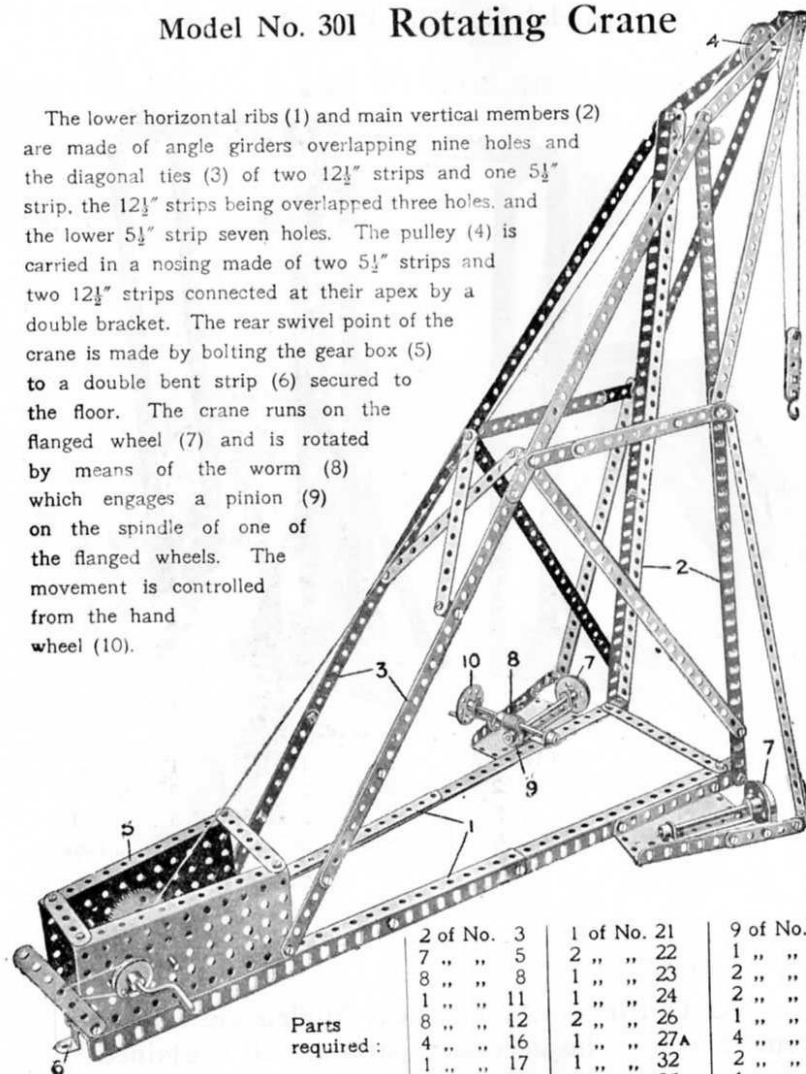 Model No. 301 Rotating Crane
The lower horizontal ribs (1) and main vertical members (2)
are made of angle girders overlapping nine holes and
the diagonal ties (3) of two 12½″ strips and one 5½″
strip, the 12½″ strips being overlapped three holes, and
the lower 5½″ strip seven holes. The pulley (4) is
carried in a nosing made of two 5½″ strips and
two 12½″ strips connected at their apex by a
double bracket. The rear swivel point of the
crane is made by bolting the gear box (5)
to a double bent strip (6) secured to
the floor. The crane runs on the
flanged wheel (7) and is rotated
by means of the worm (8)
which engages a pinion (9)
on the spindle of one of
the flanged wheels. The
movement is controlled
from the hand
wheel (10).
4
2
3
10 8 7
9
7
1
5
6
Parts
required :
2 of No. 3
7 „ „ 5
8 „ „ 8
1 „ „ 11
8 „ „ 12
4 „ „ 16
1 „ „ 17
1 of No. 21
2 „ „ 22
1 „ „ 23
1 „ „ 24
2 „ „ 26
1 „ „ 27A
1 „ „ 32
9 of No.
1 „ „
2 „ „
2 „ „
1 „ „
4 „ „
2 „ „